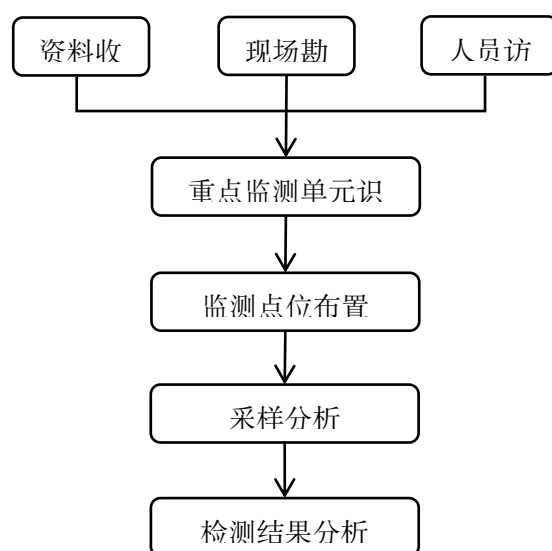 资料收
现场勘
人员访
重点监测单元识
监测点位布置
采样分析
检测结果分析